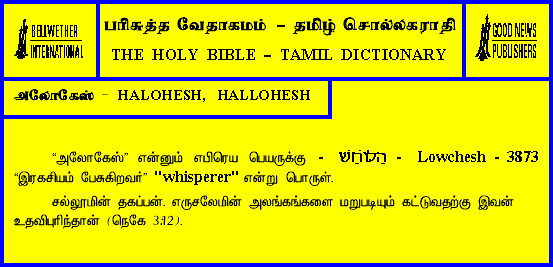 BELLWETHER
INTERNATIONAL
பரிசுத்த வேதாகமம் – தமிழ் சொல்லகராதி
THE HOLY BIBLE – TAMIL DICTIONARY
GOOD NEWS
PUBLISHERS
அலோகேஸ் – HALOHESH, HALLOHESH
“அலோகேஸ்” என்னும் எபிரெய பெயருக்கு - הַלּוֹחֵשׁ - Lowchesh - 3873
“இரகசியம் பேசுகிறவர்” "whisperer" என்று பொருள்.
சல்லூமின் தகப்பன். எருசலேமின் அலங்கங்களை மறுபடியும் கட்டுவதற்கு இவன்
உதவிபுரிந்தான் (நெகே 3:12).